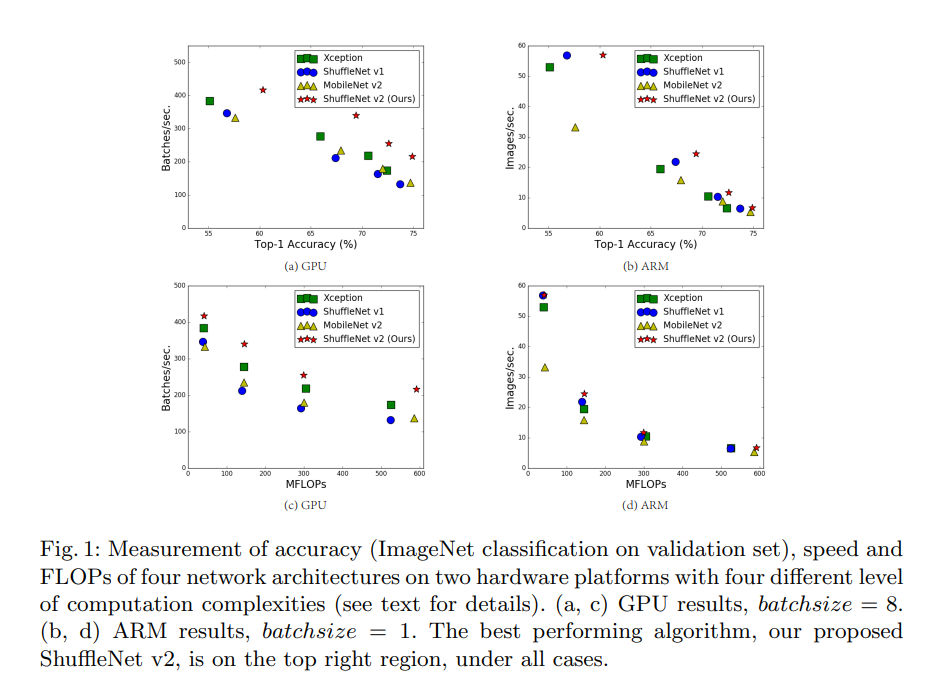 500
400
300
200
100
0
Batches/sec.
Xception
ShuffleNet v1
MobileNet v2
ShuffleNet v2 (Ours)
55 60 65 70 75
Top-1 Accuracy (%)
(a) GPU
60
50
40
30
20
10
0
Images/sec.
Xception
ShuffleNet v1
MobileNet v2
ShuffleNet v2 (Ours)
55 60 65 70 75
Top-1 Accuracy (%)
(b) ARM
500
400
300
200
100
0
Batches/sec.
Xception
ShuffleNet v1
MobileNet v2
ShuffleNet v2 (Ours)
0 100 200 300 400 500 600
MFLOPs
(c) GPU
60
50
40
30
20
10
0
Images/sec.
Xception
ShuffleNet v1
MobileNet v2
ShuffleNet v2 (Ours)
0 100 200 300 400 500 600
MFLOPs
(d) ARM
Fig. 1: Measurement of accuracy (ImageNet classification on validation set), speed and
FLOPs of four network architectures on two hardware platforms with four different level
of computation complexities (see text for details). (a, c) GPU results, batchsize = 8.
(b, d) ARM results, batchsize = 1. The best performing algorithm, our proposed
ShuffleNet v2, is on the top right region, under all cases.